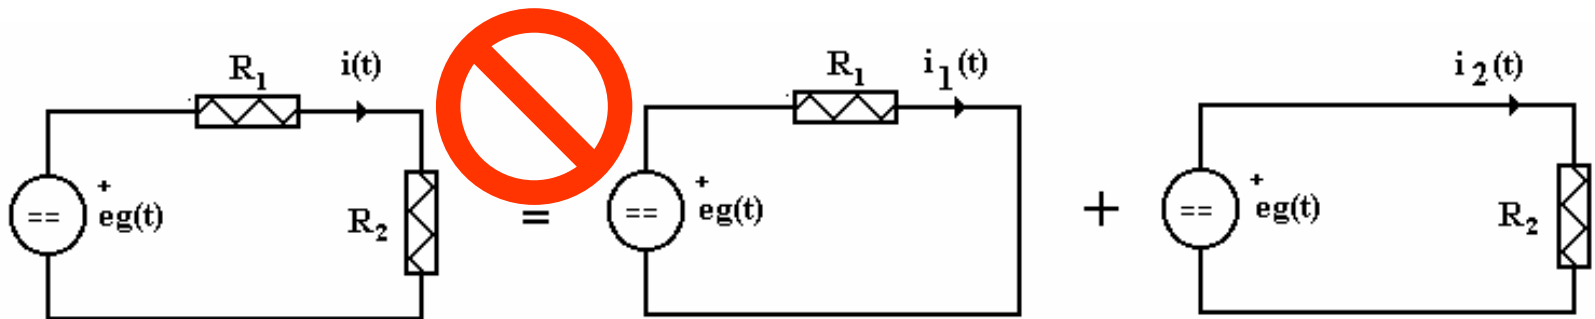 R₁ i(t)
+
== eg(t) R₂
=
R₁ i₁(t)
+
== eg(t)
+
i₂(t)
+
== eg(t) R₂